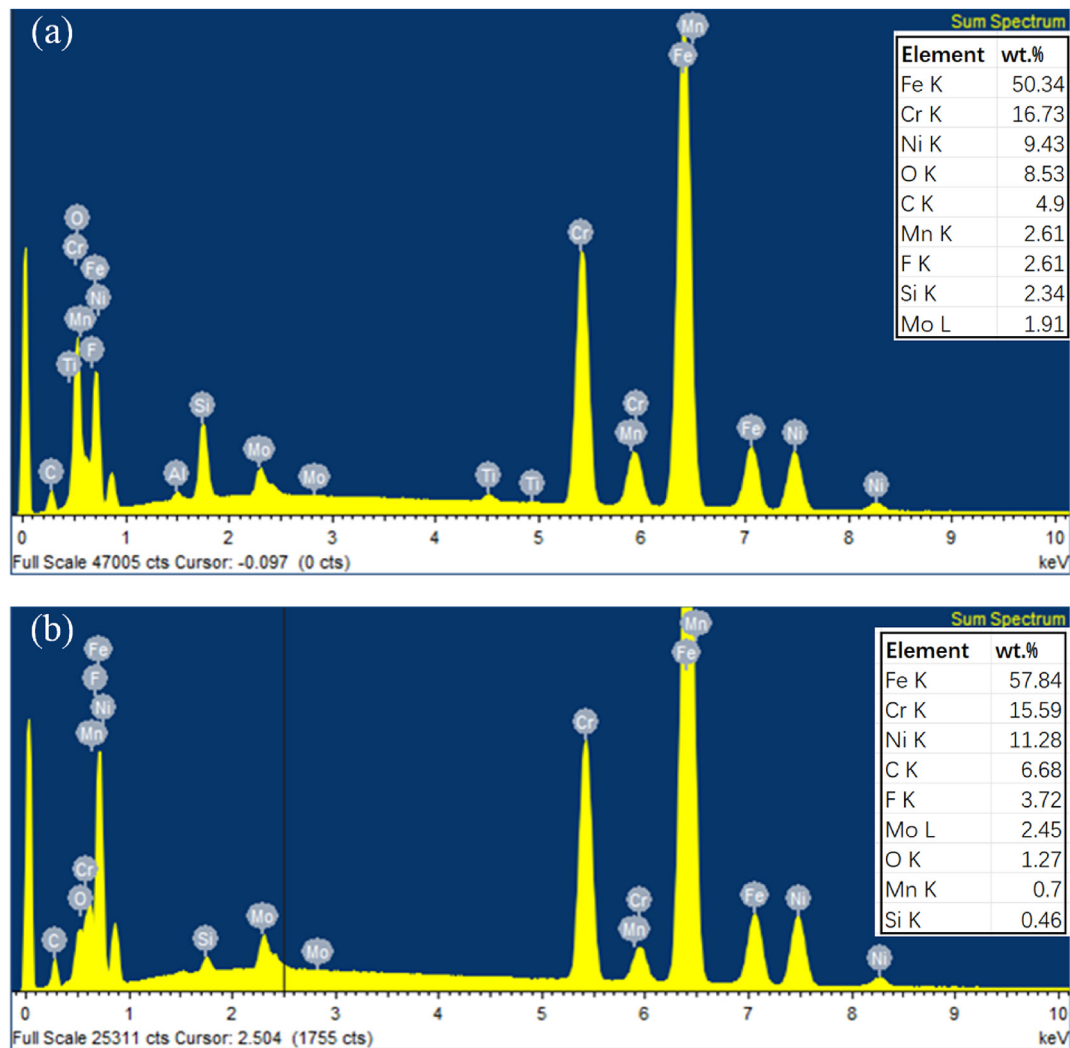 (a)
Sum Spectrum
Element wt.%
Fe K 50.34
Cr K 16.73
Ni K 9.43
O K 8.53
C K 4.9
Mn K 2.61
F K 2.61
Si K 2.34
Mo L 1.91
Mn
Fe
O
Cr
Cr
Fe
Ni
Mn
F
Ti
Si
Cr
Mn
Fe
Ni
Mo
C
Al
Mo
Ti
Ti
Ni
0 1 2 3 4 5 6 7 8 9 10
Full Scale 47005 cts Cursor: -0.097 (0 cts) keV
(b)
Sum Spectrum
Element wt.%
Fe K 57.84
Cr K 15.59
Ni K 11.28
C K 6.68
F K 3.72
Mo L 2.45
O K 1.27
Mn K 0.7
Si K 0.46
Mn
Fe
Fe
F
Ni
Mn
Cr
Cr
O
C
Si
Mo
Mo
Cr
Mn
Fe
Ni
Ni
0 1 2 3 4 5 6 7 8 9 10
Full Scale 25311 cts Cursor: 2.504 (1755 cts) keV